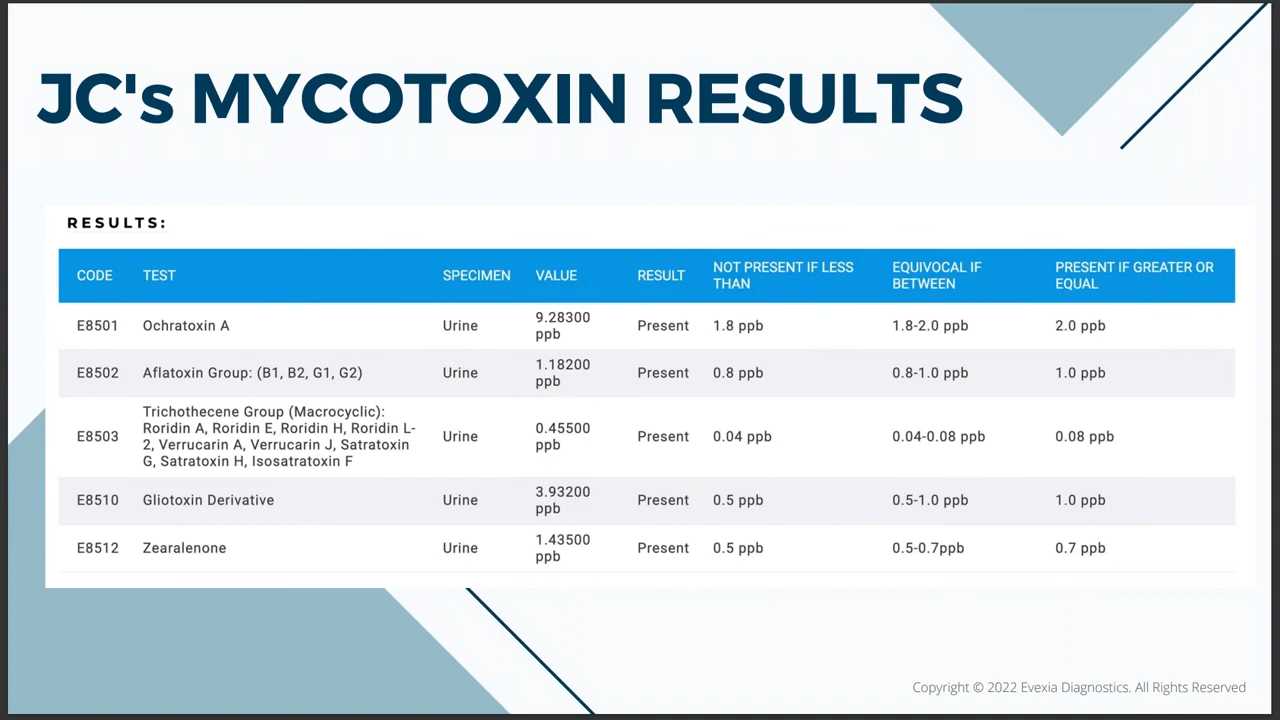 JC's MYCOTOXIN RESULTS
RESULTS:
CODE TEST SPECIMEN VALUE RESULT NOT PRESENT IF LESS THAN EQUIVOCAL IF BETWEEN PRESENT IF GREATER OR EQUAL
E8501 Ochratoxin A Urine 9.28300 ppb Present 1.8 ppb 1.8-2.0 ppb 2.0 ppb
E8502 Aflatoxin Group: (B1, B2, G1, G2) Urine 1.18200 ppb Present 0.8 ppb 0.8-1.0 ppb 1.0 ppb
E8503 Trichothecene Group (Macrocyclic): Roridin A, Roridin E, Roridin H, Roridin L-2, Verrucarin A, Verrucarin J, Satratoxin G, Satratoxin H, Isosatratoxin F Urine 0.45500 ppb Present 0.04 ppb 0.04-0.08 ppb 0.08 ppb
E8510 Gliotoxin Derivative Urine 3.93200 ppb Present 0.5 ppb 0.5-1.0 ppb 1.0 ppb
E8512 Zearalenone Urine 1.43500 ppb Present 0.5 ppb 0.5-0.7ppb 0.7 ppb
Copyright © 2022 Evexia Diagnostics. All Rights Reserved